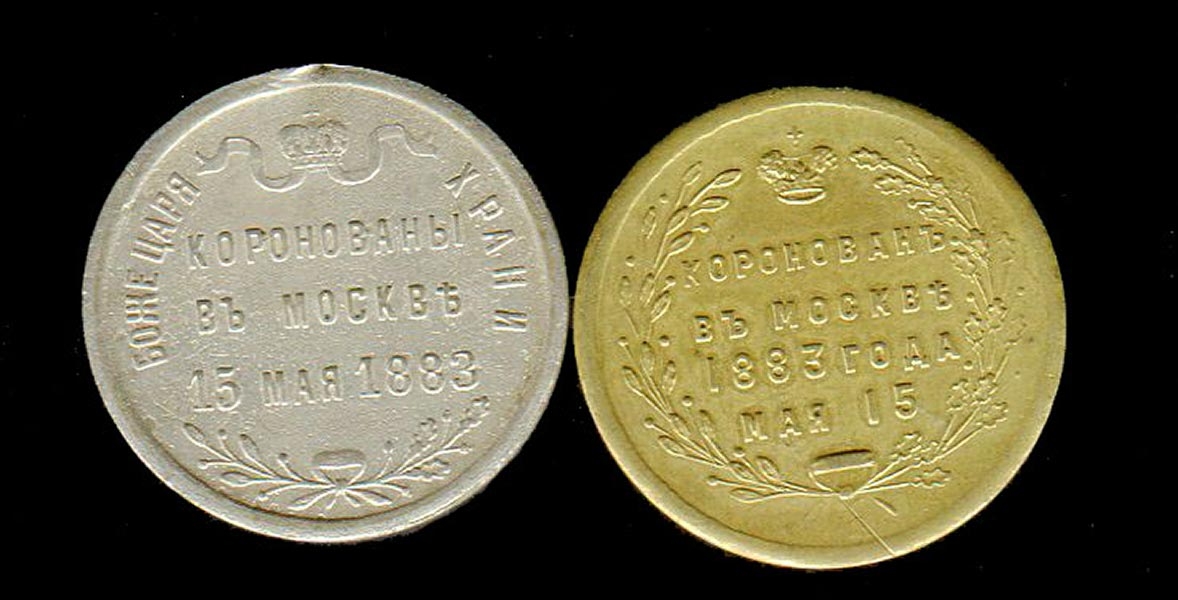 БОЖЕ ЦАРЯ ХРАНИ
КОРОНОВАНЫ
ВЪ МОСКВѢ
15 МАЯ 1883
КОРОНОВАНЪ
ВЪ МОСКВѢ
1883 ГОДА
МАЯ 15